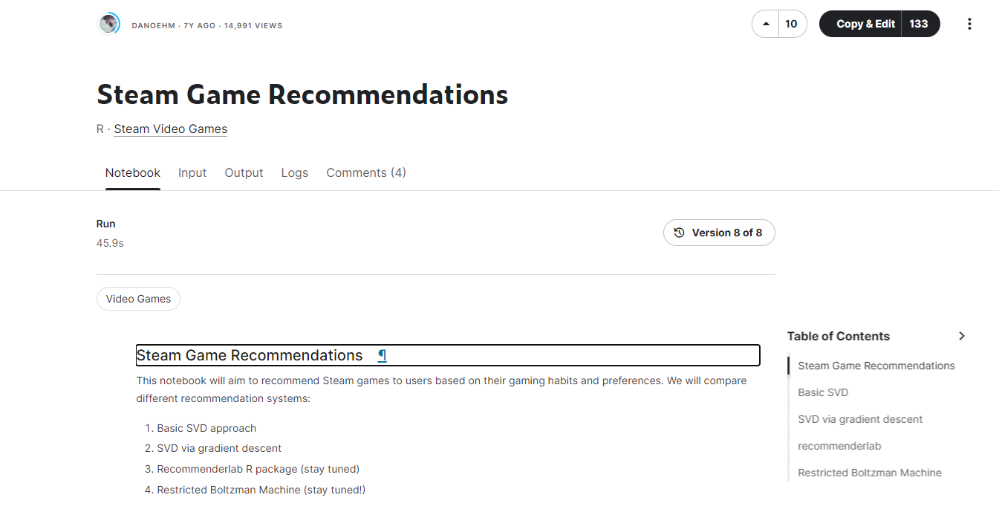 DANOEHM · 7Y AGO · 14,991 VIEWS
10
Copy & Edit 133
Steam Game Recommendations
R · Steam Video Games
Notebook Input Output Logs Comments (4)
Run
45.9s
Version 8 of 8
Video Games
Steam Game Recommendations ¶
This notebook will aim to recommend Steam games to users based on their gaming habits and preferences. We will compare
different recommendation systems:
1. Basic SVD approach
2. SVD via gradient descent
3. Recommenderlab R package (stay tuned)
4. Restricted Boltzman Machine (stay tuned!)
Table of Contents
Steam Game Recommendations
Basic SVD
SVD via gradient descent
recommenderlab
Restricted Boltzman Machine